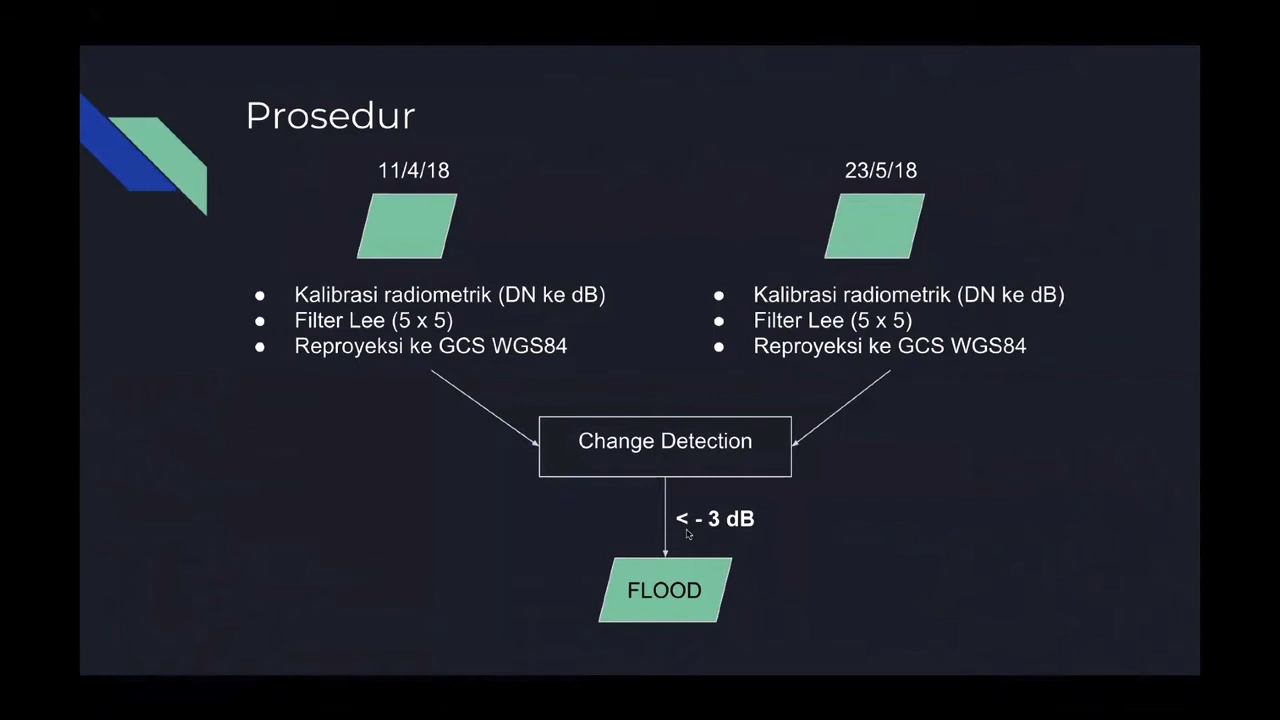 Prosedur
11/4/18
23/5/18
● Kalibrasi radiometrik (DN ke dB)
● Filter Lee (5 x 5)
● Reproyeksi ke GCS WGS84
● Kalibrasi radiometrik (DN ke dB)
● Filter Lee (5 x 5)
● Reproyeksi ke GCS WGS84
Change Detection
< - 3 dB
FLOOD